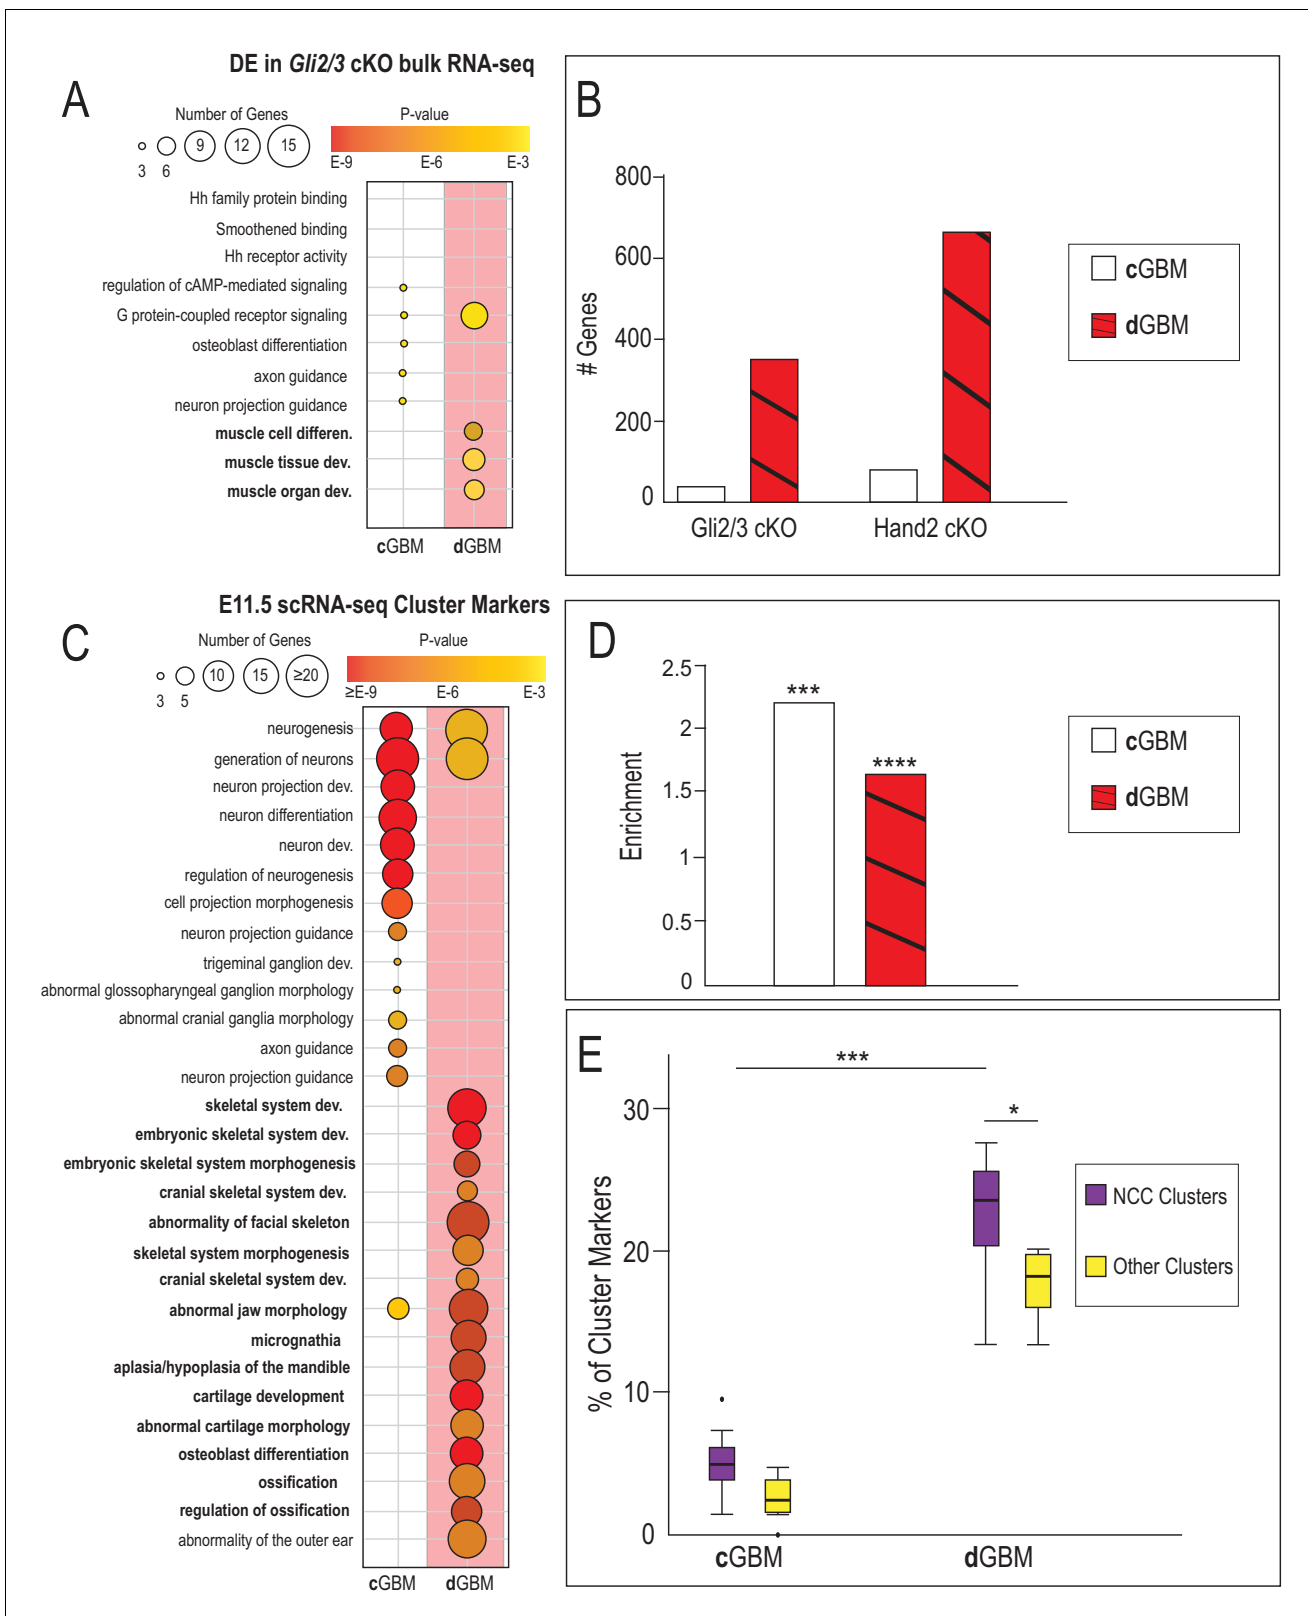 DE in Gli2/3 cKO bulk RNA-seq
A
Number of Genes
P-value
9 12 15
3 6
E-9 E-6 E-3
Hh family protein binding
Smoothened binding
Hh receptor activity
regulation of cAMP-mediated signaling
G protein-coupled receptor signaling
osteoblast differentiation
axon guidance
neuron projection guidance
muscle cell differen.
muscle tissue dev.
muscle organ dev.
cGBM dGBM
B
# Genes
800
600
400
200
0
Gli2/3 cKO Hand2 cKO
cGBM
dGBM
E11.5 scRNA-seq Cluster Markers
C
Number of Genes
P-value
10 15 ≥20
3 5
≥E-9 E-6 E-3
neurogenesis
generation of neurons
neuron projection dev.
neuron differentiation
neuron dev.
regulation of neurogenesis
cell projection morphogenesis
neuron projection guidance
trigeminal ganglion dev.
abnormal glossopharyngeal ganglion morphology
abnormal cranial ganglia morphology
axon guidance
neuron projection guidance
skeletal system dev.
embryonic skeletal system dev.
embryonic skeletal system morphogenesis
cranial skeletal system dev.
abnormality of facial skeleton
skeletal system morphogenesis
cranial skeletal system dev.
abnormal jaw morphology
micrognathia
aplasia/hypoplasia of the mandible
cartilage development
abnormal cartilage morphology
osteoblast differentiation
ossification
regulation of ossification
abnormality of the outer ear
cGBM dGBM
D
Enrichment
2.5
2
1.5
1
0.5
0
***
****
cGBM
dGBM
E
% of Cluster Markers
30
20
10
0
***
*
cGBM dGBM
NCC Clusters
Other Clusters